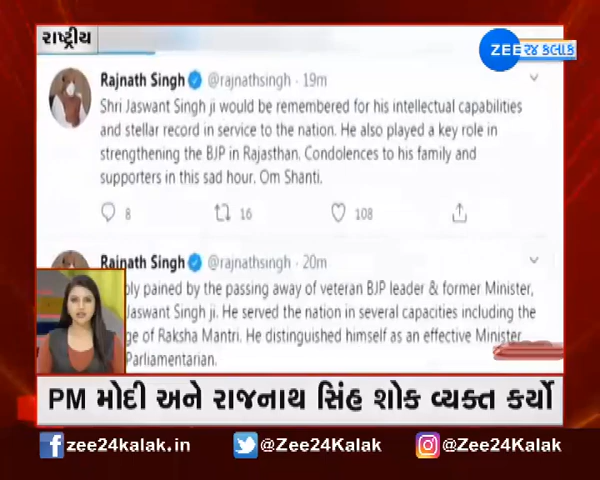 રાષ્ટ્રીય
ZEE ૨૪ કલાક
Rajnath Singh @rajnathsingh · 19m
Shri Jaswant Singh ji would be remembered for his intellectual capabilities
and stellar record in service to the nation. He also played a key role in
strengthening the BJP in Rajasthan. Condolences to his family and
supporters in this sad hour. Om Shanti.
8 16 108
Rajnath Singh @rajnathsingh · 20m
ply pained by the passing away of veteran BJP leader & former Minister,
Jaswant Singh ji. He served the nation in several capacities including the
ge of Raksha Mantri. He distinguished himself as an effective Minister
Parliamentarian.
PM મોદી અને રાજનાથ સિંહ શોક વ્યક્ત કર્યો
zee24kalak.in @Zee24Kalak @Zee24Kalak